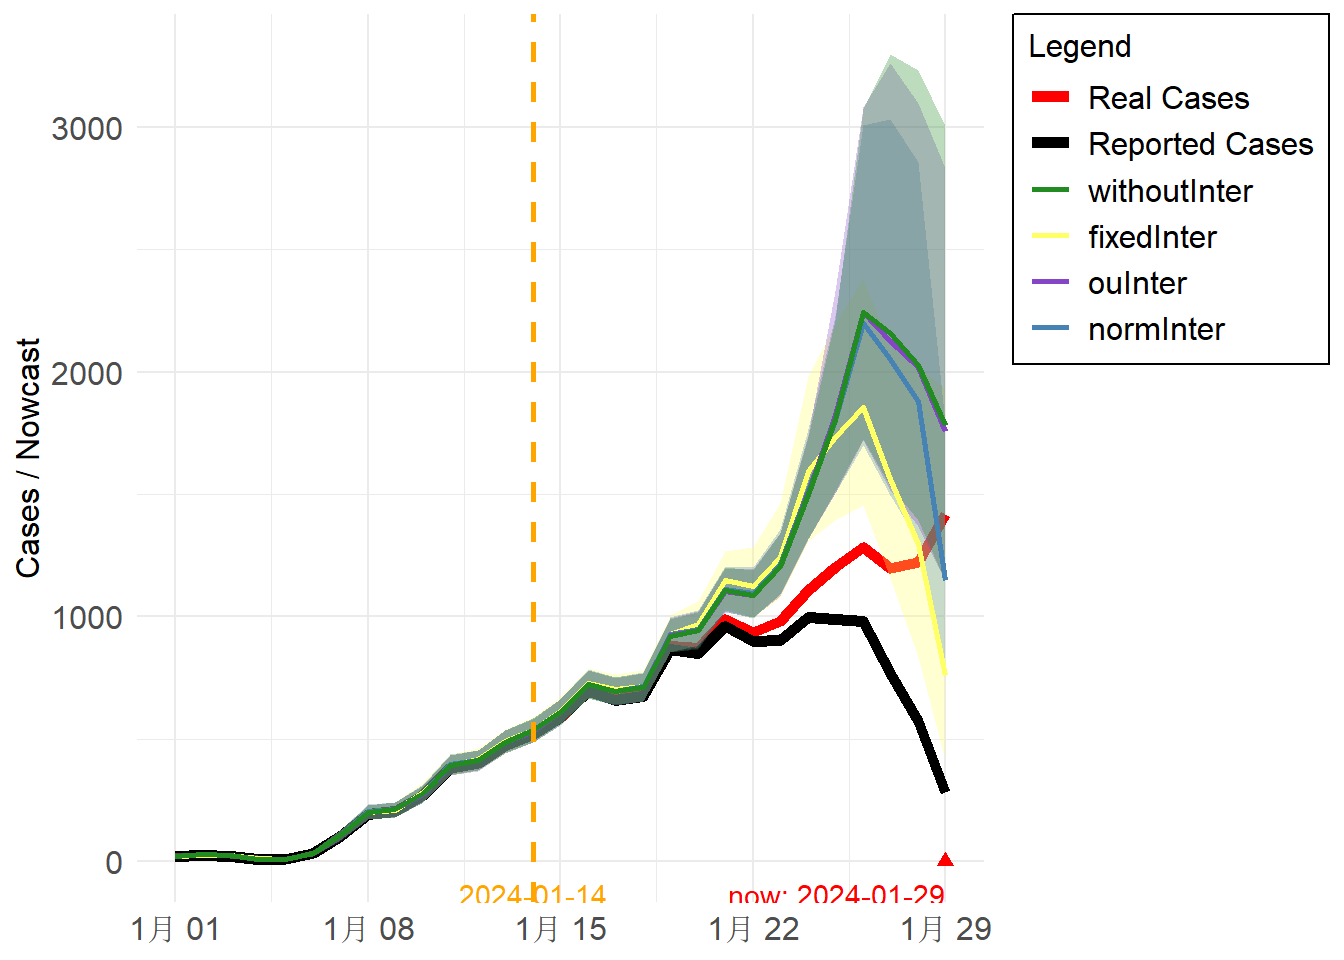 Legend
Real Cases
Reported Cases
withoutInter
fixedInter
ouInter
normInter
Cases / Nowcast
3000
2000
1000
0
2024-01-14
now: 2024-01-29
1月 01
1月 08
1月 15
1月 22
1月 29